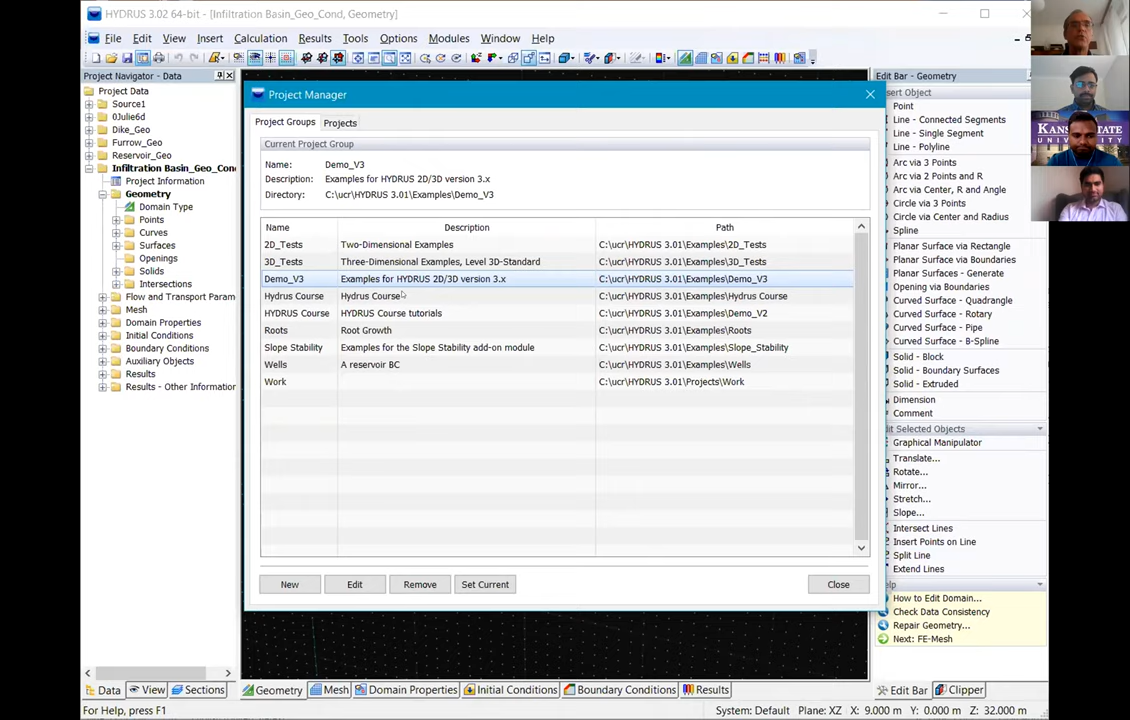 HYDRUS 3.02 64-bit - [Infiltration Basin_Geo_Cond, Geometry]
File Edit View Insert Calculation Results Tools Options Modules Window Help
Project Navigator - Data
Project Data
Source1
0Julie6d
Dike_Geo
Furrow_Geo
Reservoir_Geo
Infiltration Basin_Geo_Cond
Project Information
Geometry
Domain Type
Points
Curves
Surfaces
Openings
Solids
Intersections
Flow and Transport Param
Mesh
Domain Properties
Initial Conditions
Boundary Conditions
Auxiliary Objects
Results
Results - Other Information
Data View Sections
Project Manager
Project Groups Projects
Current Project Group
Name: Demo_V3
Description: Examples for HYDRUS 2D/3D version 3.x
Directory: C:\ucr\HYDRUS 3.01\Examples\Demo_V3
Name Description Path
2D_Tests Two-Dimensional Examples C:\ucr\HYDRUS 3.01\Examples\2D_Tests
3D_Tests Three-Dimensional Examples, Level 3D-Standard C:\ucr\HYDRUS 3.01\Examples\3D_Tests
Demo_V3 Examples for HYDRUS 2D/3D version 3.x C:\ucr\HYDRUS 3.01\Examples\Demo_V3
Hydrus Course Hydrus Course C:\ucr\HYDRUS 3.01\Examples\Hydrus Course
HYDRUS Course HYDRUS Course tutorials C:\ucr\HYDRUS 3.01\Examples\Demo_V2
Roots Root Growth C:\ucr\HYDRUS 3.01\Examples\Roots
Slope Stability Examples for the Slope Stability add-on module C:\ucr\HYDRUS 3.01\Examples\Slope_Stability
Wells A reservoir BC C:\ucr\HYDRUS 3.01\Examples\Wells
Work C:\ucr\HYDRUS 3.01\Projects\Work
New Edit Remove Set Current Close
Geometry Mesh Domain Properties Initial Conditions Boundary Conditions Results
Edit Bar - Geometry
nsert Object
Point
Line - Connected Segments
Line - Single Segment
Line - Polyline
Arc via 3 Points
Arc via 2 Points and R
Arc via Center, R and Angle
Circle via 3 Points
Circle via Center and Radius
Spline
Planar Surface via Rectangle
Planar Surface via Boundaries
Planar Surfaces - Generate
Opening via Boundaries
Curved Surface - Quadrangle
Curved Surface - Rotary
Curved Surface - Pipe
Curved Surface - B-Spline
Solid - Block
Solid - Boundary Surfaces
Solid - Extruded
Dimension
Comment
dit Selected Objects
Graphical Manipulator
Translate...
Rotate...
Mirror...
Stretch...
Slope...
Intersect Lines
Insert Points on Line
Split Line
Extend Lines
elp
How to Edit Domain...
Check Data Consistency
Repair Geometry...
Next: FE-Mesh
Edit Bar Clipper
For Help, press F1
System: Default Plane: XZ X: 9.000 m Y: 0.000 m Z: 32.000 m